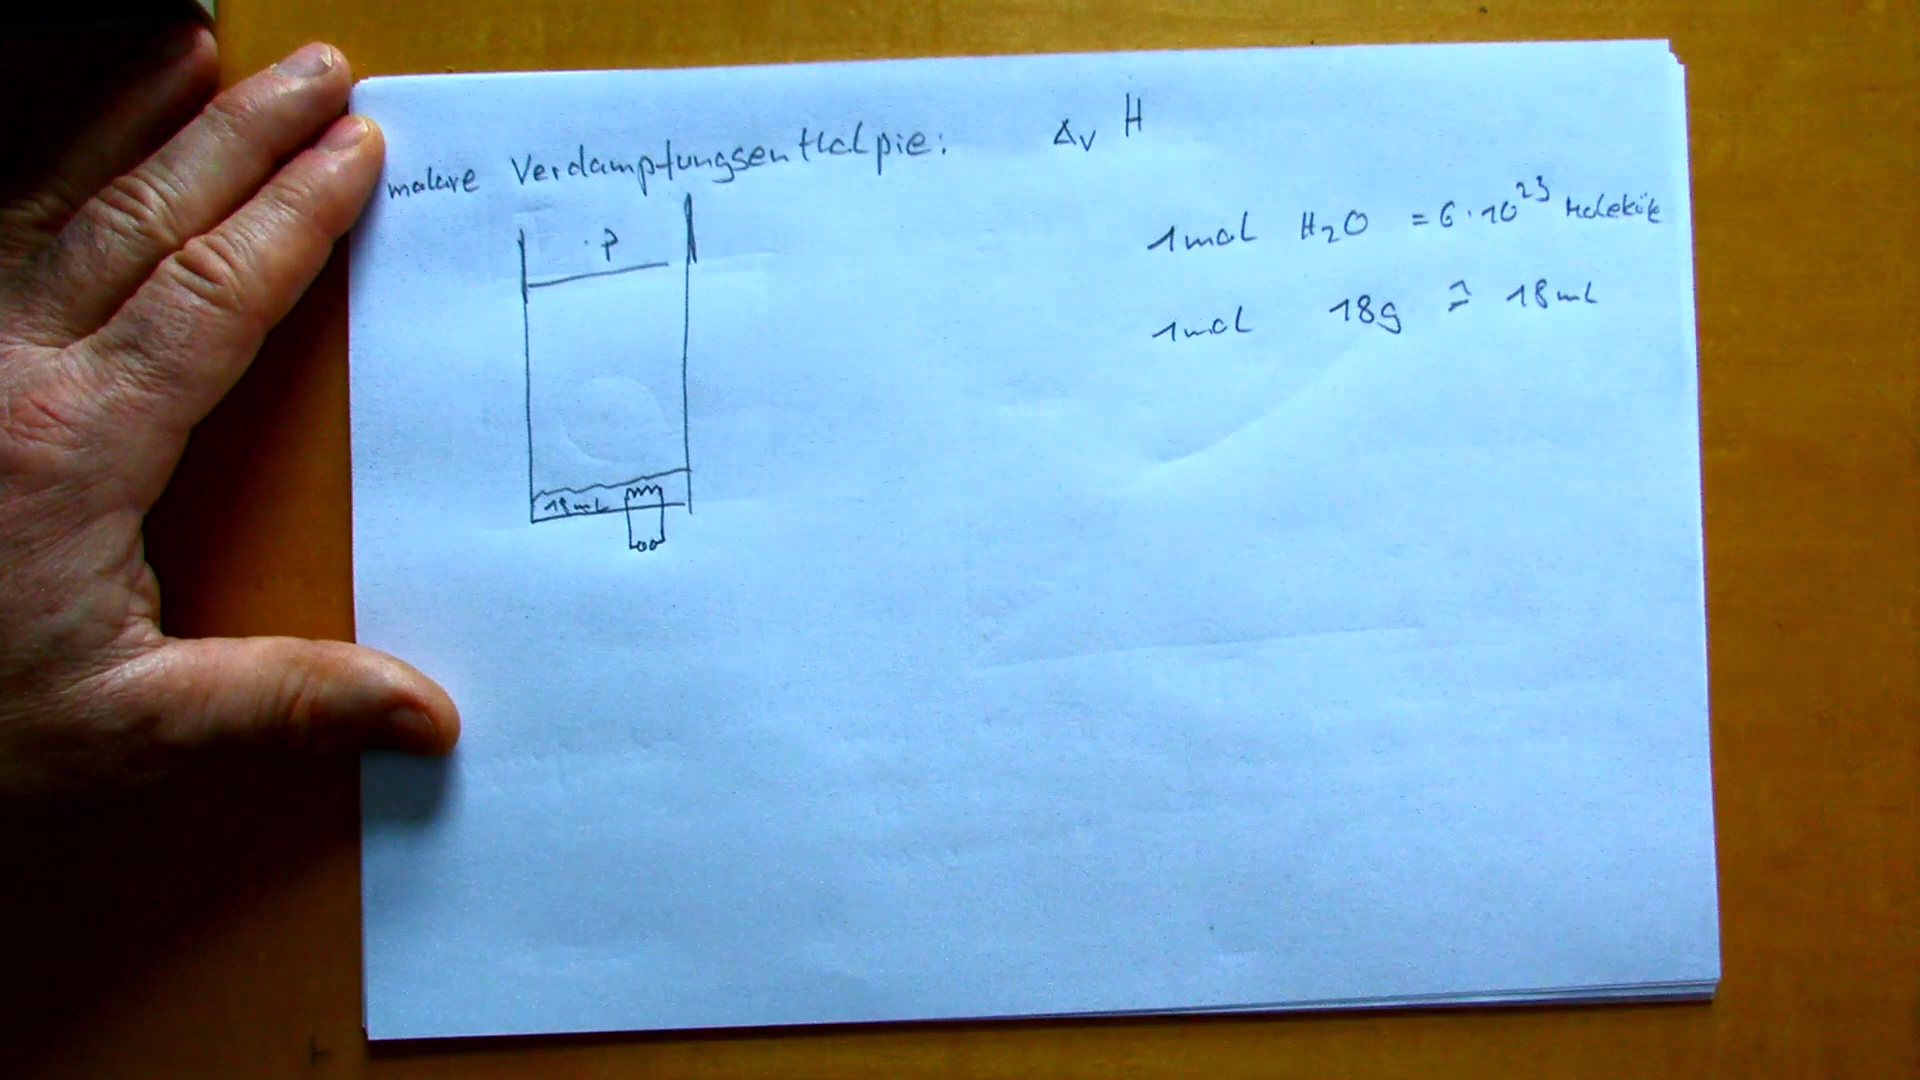 molare Verdampfungsenthalpie: ΔV H
1mol H2O = 6·10^23 Moleküle
1mol 18g ≙ 18mL
p
18mL